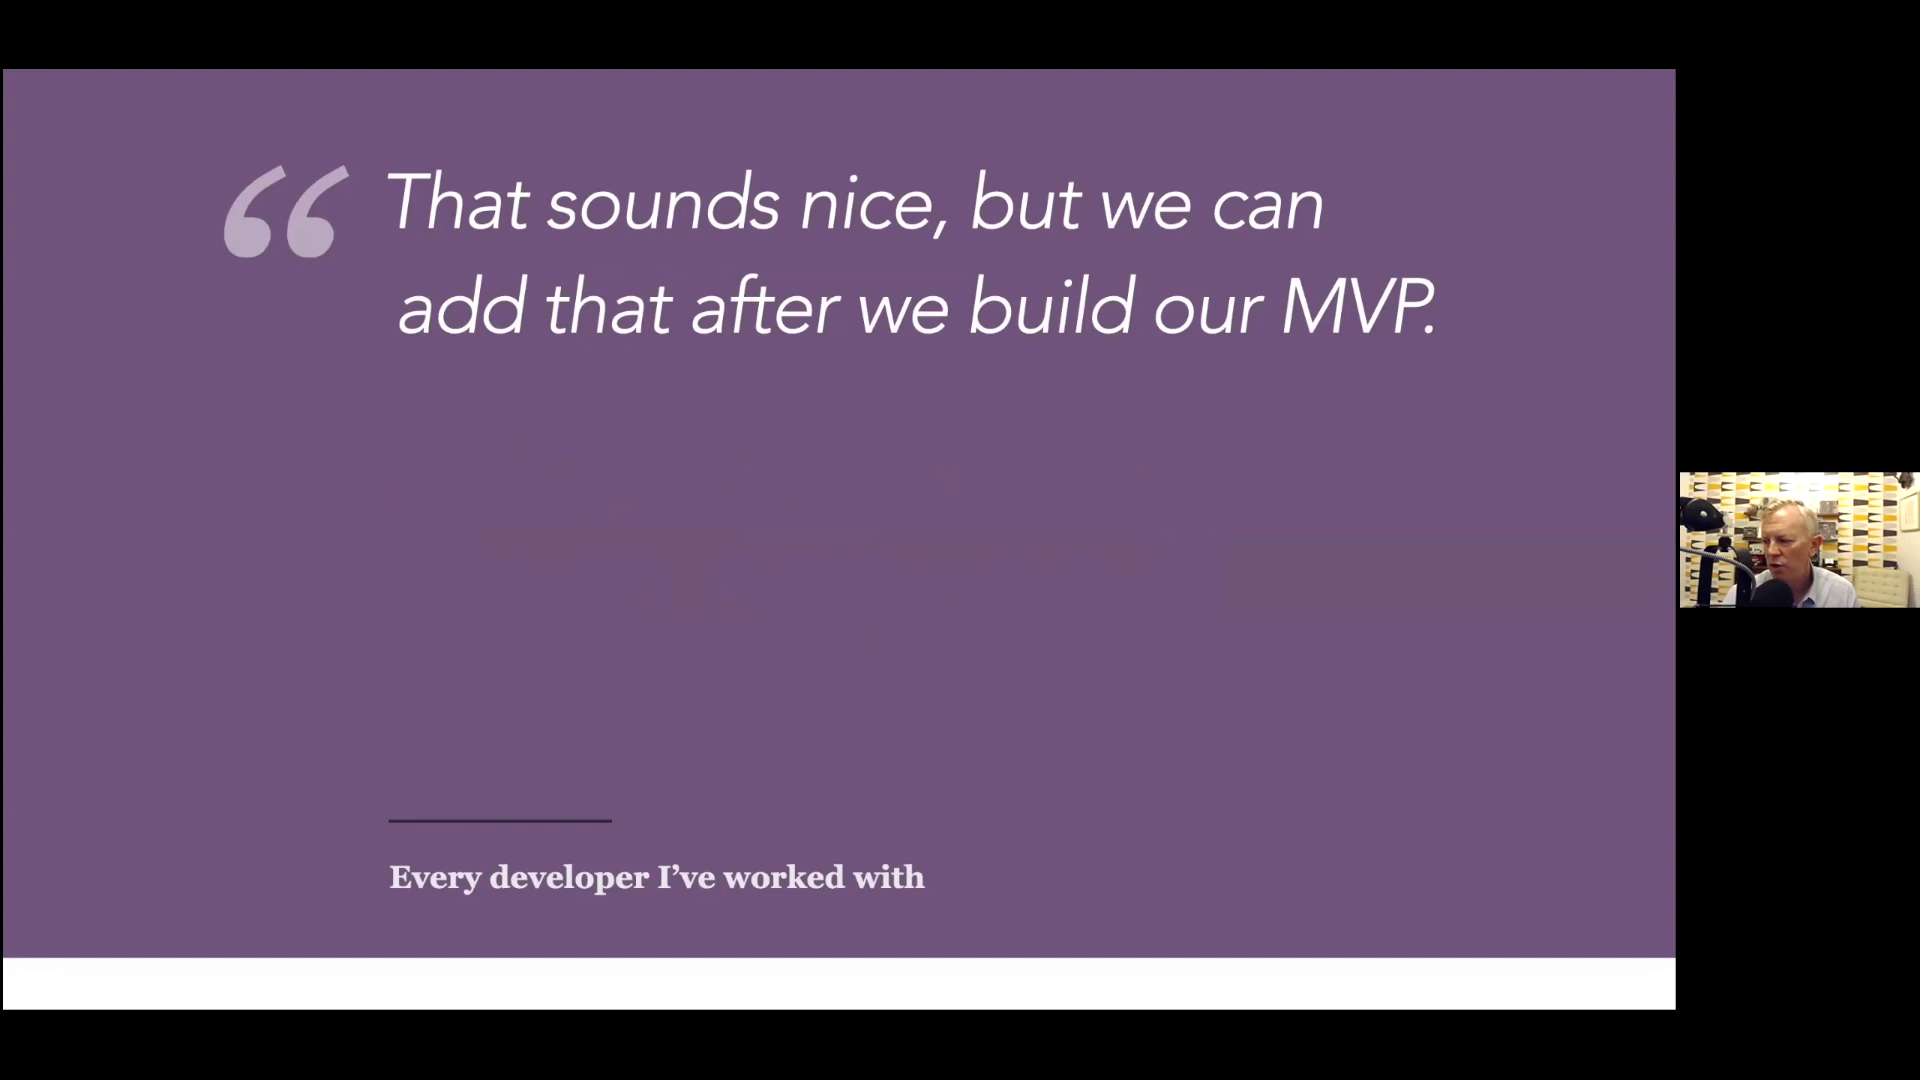 “That sounds nice, but we can
add that after we build our MVP.
Every developer I’ve worked with